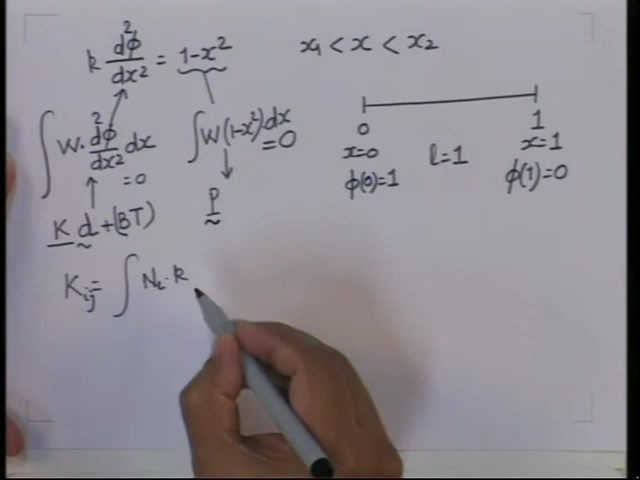 k d²φ/dx² = 1-x²
x₁ < x < x₂
∫ W. d²φ/dx² dx = 0
∫ W(1-x²) dx = 0
0 1
x=0 l=1 x=1
φ(0)=1 φ(1)=0
K d + (BT)
P
Kᵢⱼ = ∫ Nᵢ . k